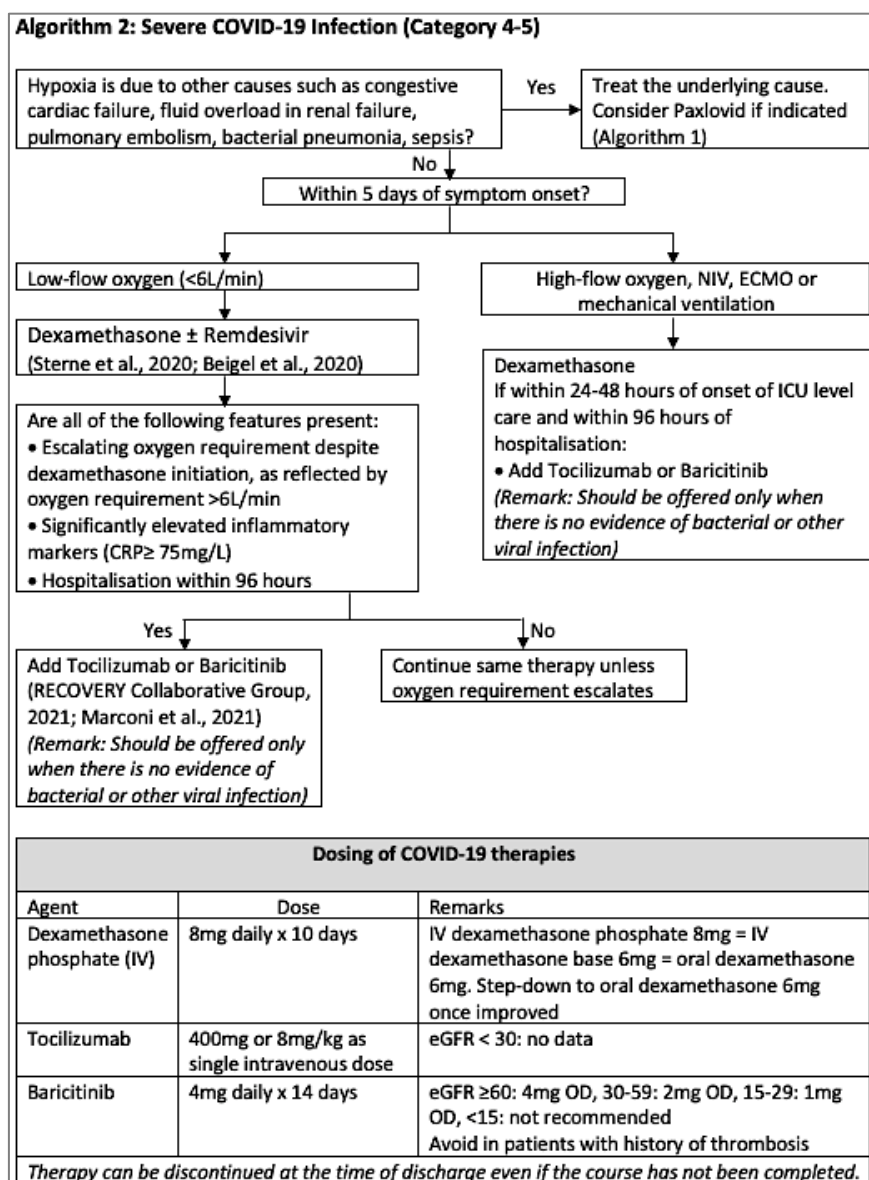 Algorithm 2: Severe COVID-19 Infection (Category 4-5)
Hypoxia is due to other causes such as congestive
cardiac failure, fluid overload in renal failure,
pulmonary embolism, bacterial pneumonia, sepsis?
Yes
Treat the underlying cause.
Consider Paxlovid if indicated
(Algorithm 1)
No
Within 5 days of symptom onset?
Low-flow oxygen (<6L/min)
High-flow oxygen, NIV, ECMO or
mechanical ventilation
Dexamethasone ± Remdesivir
(Sterne et al., 2020; Beigel et al., 2020)
Dexamethasone
If within 24-48 hours of onset of ICU level
care and within 96 hours of
hospitalisation:
• Add Tocilizumab or Baricitinib
(Remark: Should be offered only when
there is no evidence of bacterial or other
viral infection)
Are all of the following features present:
• Escalating oxygen requirement despite
dexamethasone initiation, as reflected by
oxygen requirement >6L/min
• Significantly elevated inflammatory
markers (CRP≥ 75mg/L)
• Hospitalisation within 96 hours
Yes
No
Add Tocilizumab or Baricitinib
(RECOVERY Collaborative Group,
2021; Marconi et al., 2021)
(Remark: Should be offered only
when there is no evidence of
bacterial or other viral infection)
Continue same therapy unless
oxygen requirement escalates
Dosing of COVID-19 therapies
Agent Dose Remarks
Dexamethasone
phosphate (IV)
8mg daily x 10 days
IV dexamethasone phosphate 8mg = IV
dexamethasone base 6mg = oral dexamethasone
6mg. Step-down to oral dexamethasone 6mg
once improved
Tocilizumab
400mg or 8mg/kg as
single intravenous dose
eGFR < 30: no data
Baricitinib
4mg daily x 14 days
eGFR ≥60: 4mg OD, 30-59: 2mg OD, 15-29: 1mg
OD, <15: not recommended
Avoid in patients with history of thrombosis
Therapy can be discontinued at the time of discharge even if the course has not been completed.